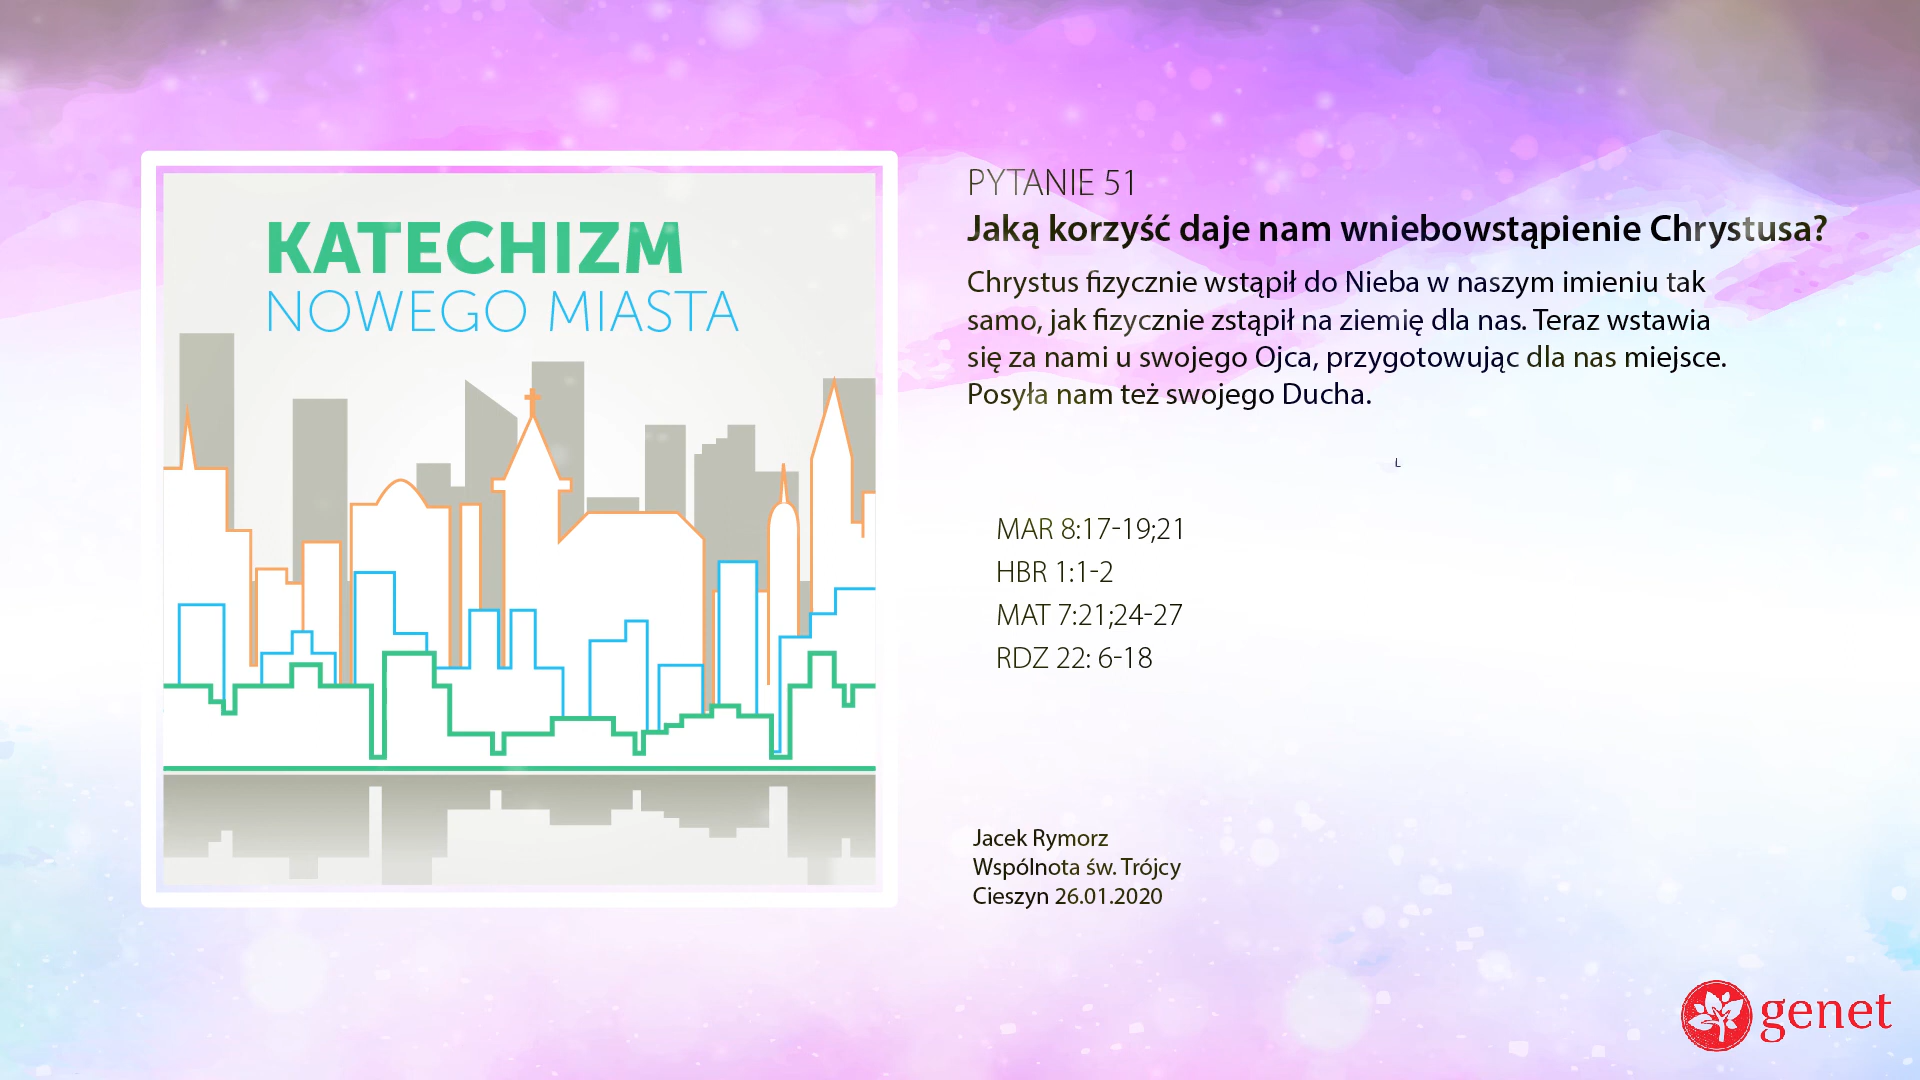 KATECHIZM
NOWEGO MIASTA
PYTANIE 51
Jaką korzyść daje nam wniebowstąpienie Chrystusa?
Chrystus fizycznie wstąpił do Nieba w naszym imieniu tak
samo, jak fizycznie zstąpił na ziemię dla nas. Teraz wstawia
się za nami u swojego Ojca, przygotowując dla nas miejsce.
Posyła nam też swojego Ducha.
L
MAR 8:17-19;21
HBR 1:1-2
MAT 7:21;24-27
RDZ 22: 6-18
Jacek Rymorz
Wspólnota św. Trójcy
Cieszyn 26.01.2020
genet